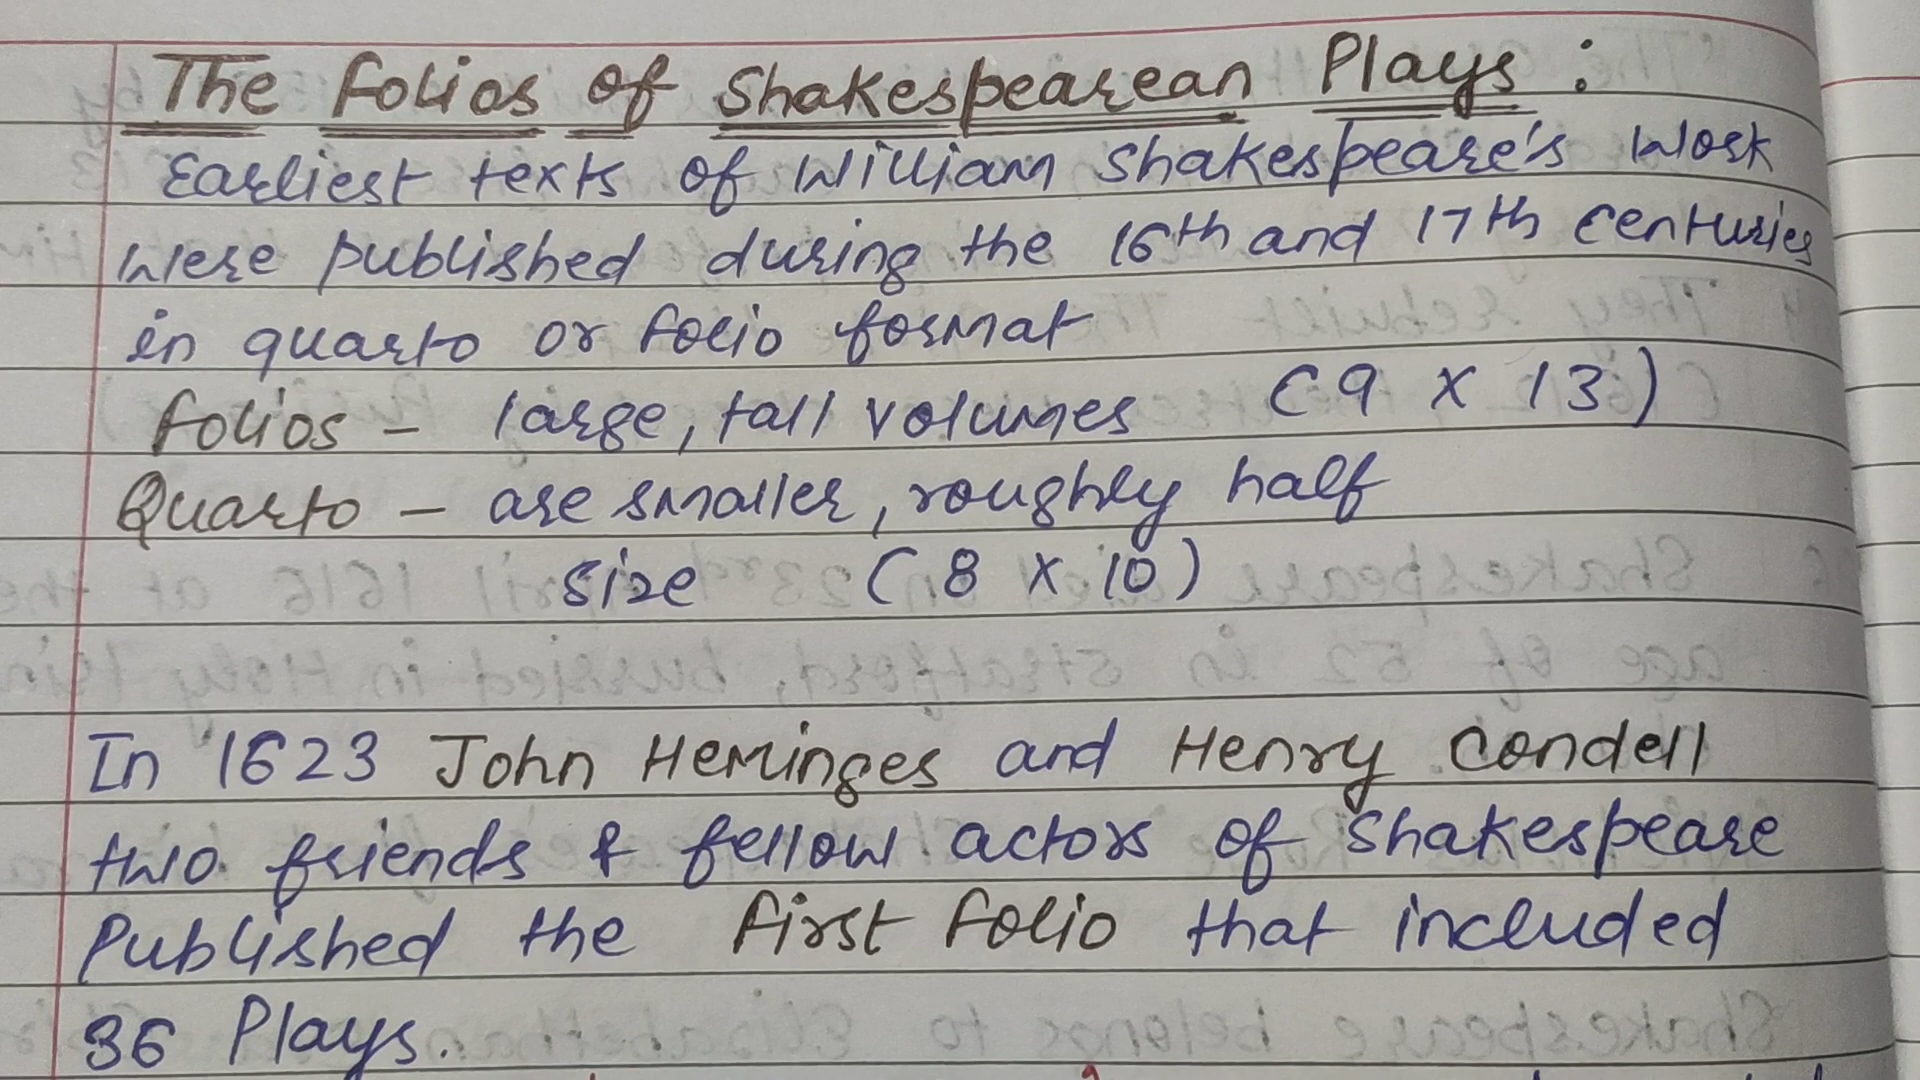 The Folios of Shakespearean Plays :
Earliest texts of William Shakespeare's work
were published during the 16th and 17th centuries
in quarto or folio format
Folios - large, tall volumes (9 x 13)
Quarto - are smaller, roughly half
size (8 x 10)
In 1623 John Heminges and Henry Condell
two friends & fellow actors of Shakespeare
Published the First Folio that included
36 Plays.